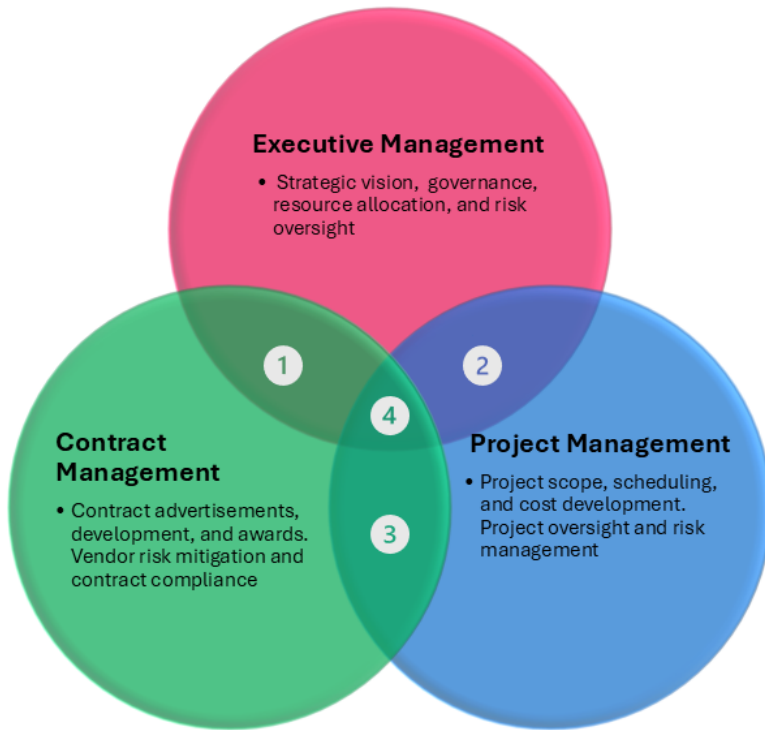 Executive Management
• Strategic vision, governance,
resource allocation, and risk
oversight
1
2
4
Contract
Management
• Contract advertisements,
development, and awards.
Vendor risk mitigation and
contract compliance
3
Project Management
• Project scope, scheduling,
and cost development.
Project oversight and risk
management